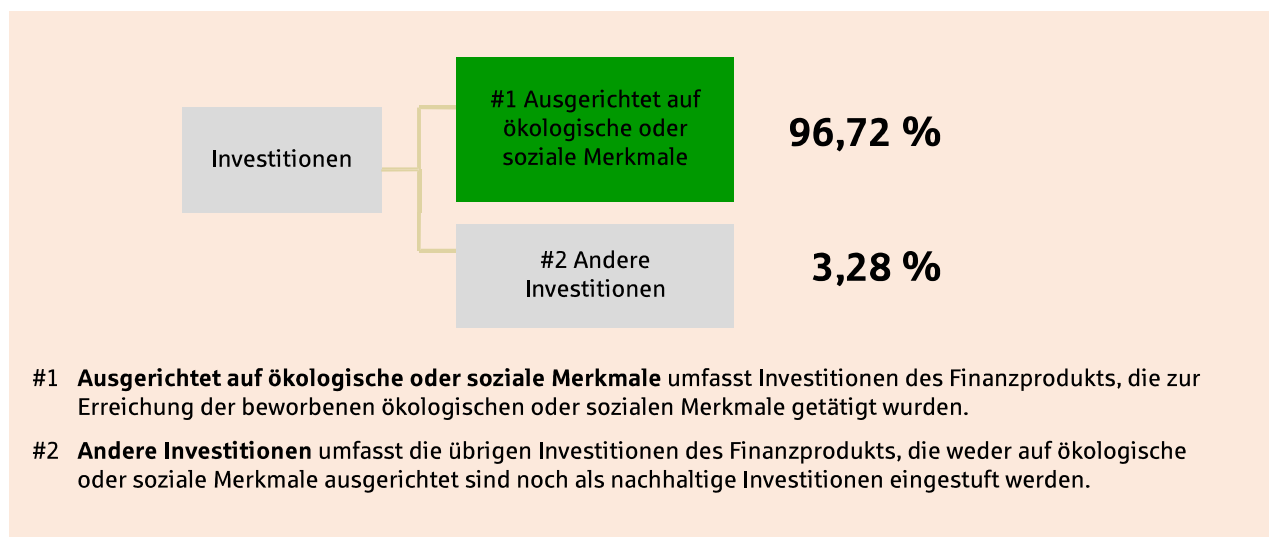 Investitionen
#1 Ausgerichtet auf
ökologische oder
soziale Merkmale
96,72 %
#2 Andere
Investitionen
3,28 %
#1 Ausgerichtet auf ökologische oder soziale Merkmale umfasst Investitionen des Finanzprodukts, die zur
Erreichung der beworbenen ökologischen oder sozialen Merkmale getätigt wurden.
#2 Andere Investitionen umfasst die übrigen Investitionen des Finanzprodukts, die weder auf ökologische
oder soziale Merkmale ausgerichtet sind noch als nachhaltige Investitionen eingestuft werden.